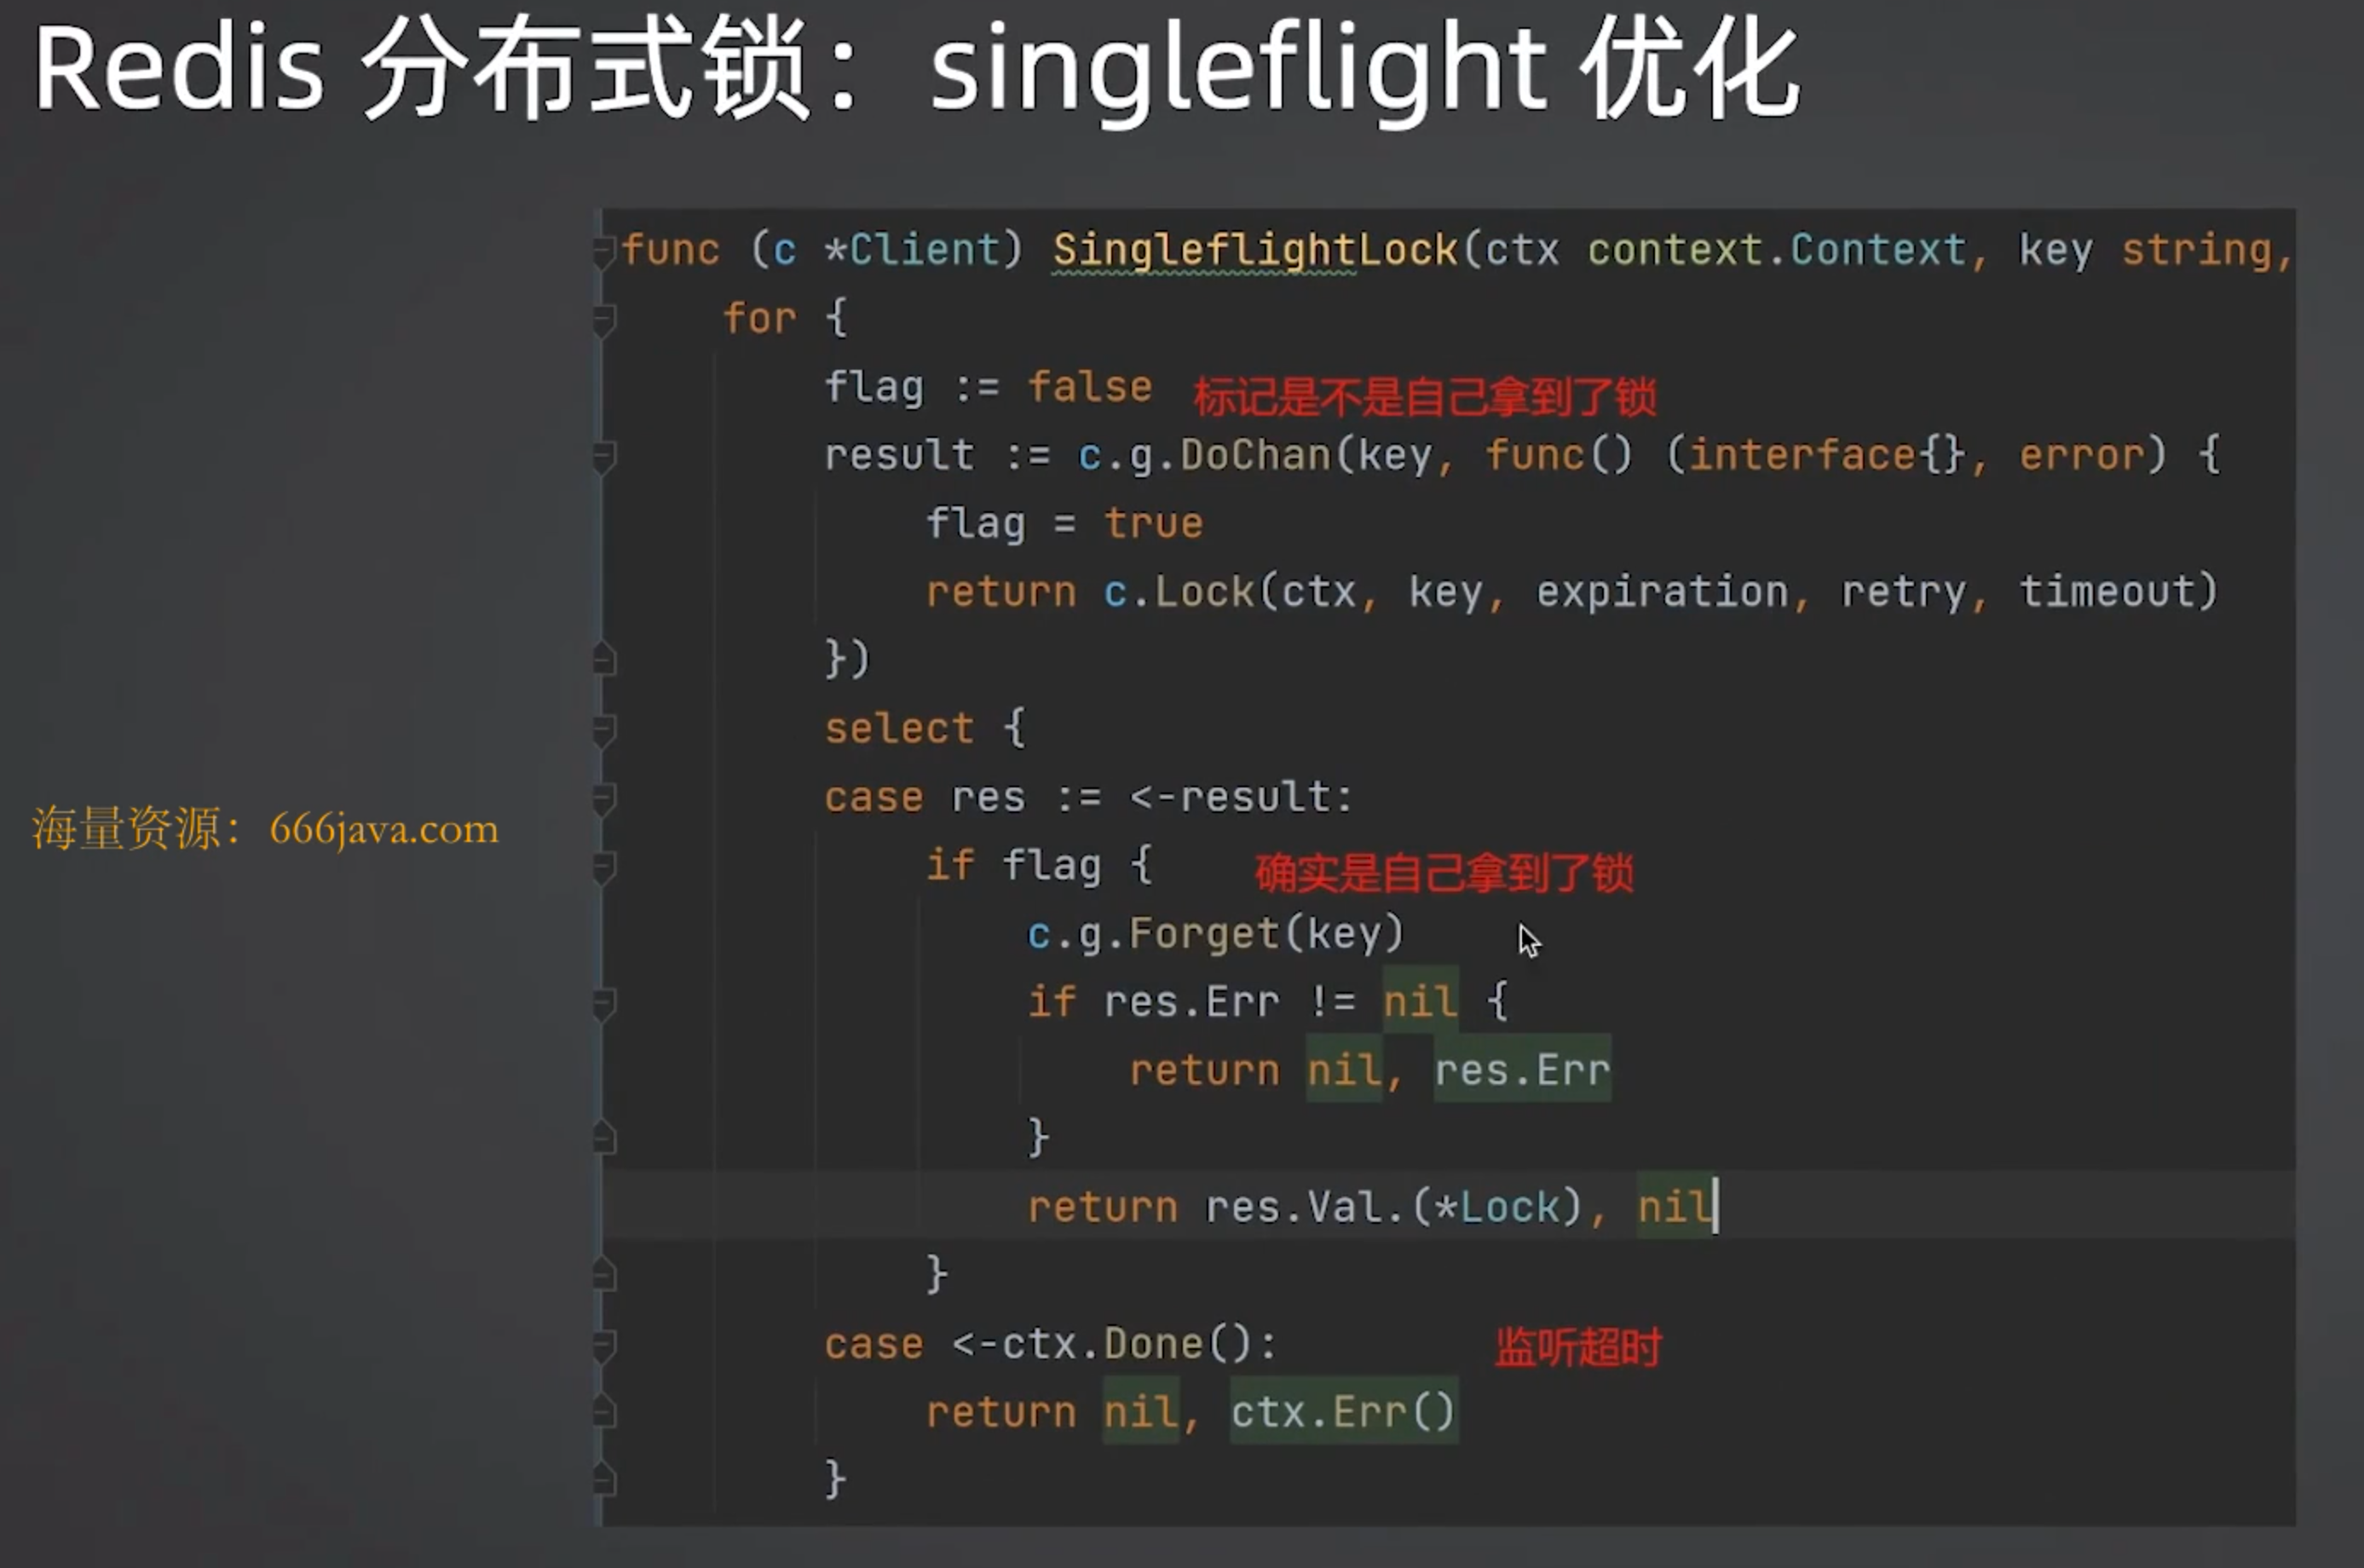 Redis 分布式锁：singleflight 优化
func (c *Client) SingleflightLock(ctx context.Context, key string,
for {
flag := false 标记是不是自己拿到了锁
result := c.g.DoChan(key, func() (interface{}, error) {
flag = true
return c.Lock(ctx, key, expiration, retry, timeout)
})
select {
case res := <-result:
海量资源：666java.com
if flag { 确实是自己拿到了锁
c.g.Forget(key)
if res.Err != nil {
return nil, res.Err
}
return res.Val.(*Lock), nil
}
case <-ctx.Done(): 监听超时
return nil, ctx.Err()
}